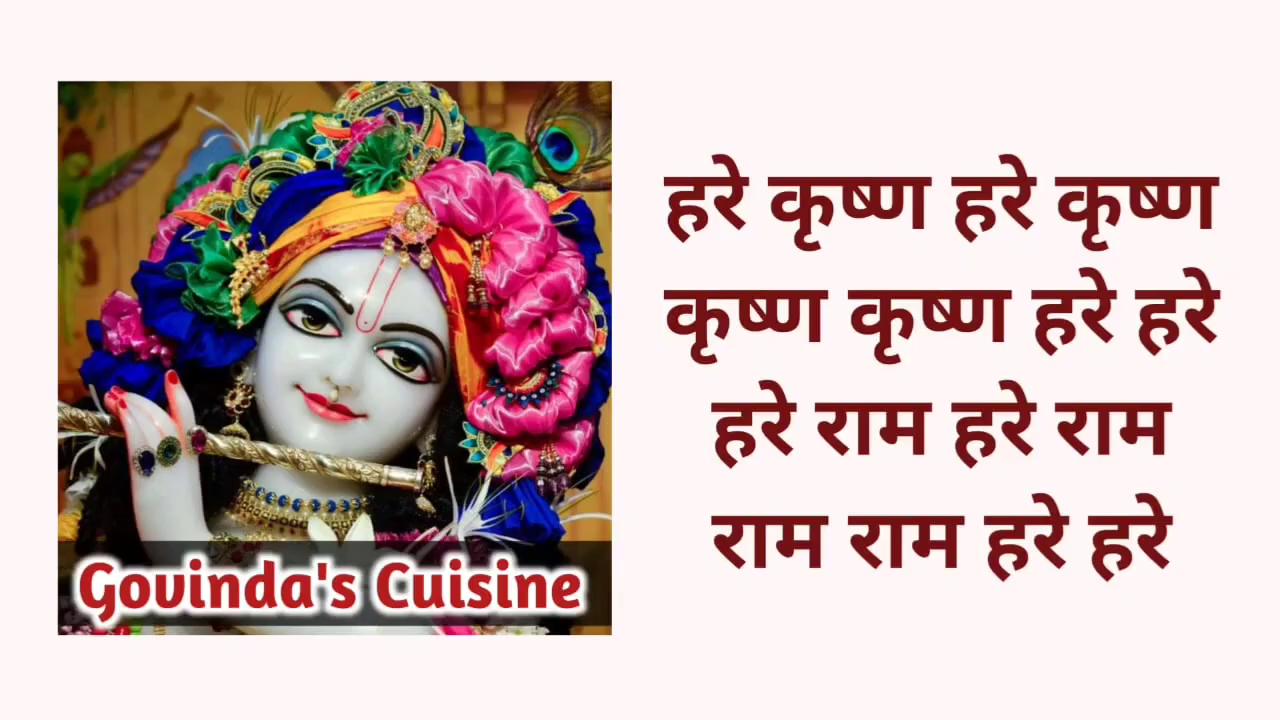 Govinda's Cuisine
हरे कृष्ण हरे कृष्ण
कृष्ण कृष्ण हरे हरे
हरे राम हरे राम
राम राम हरे हरे